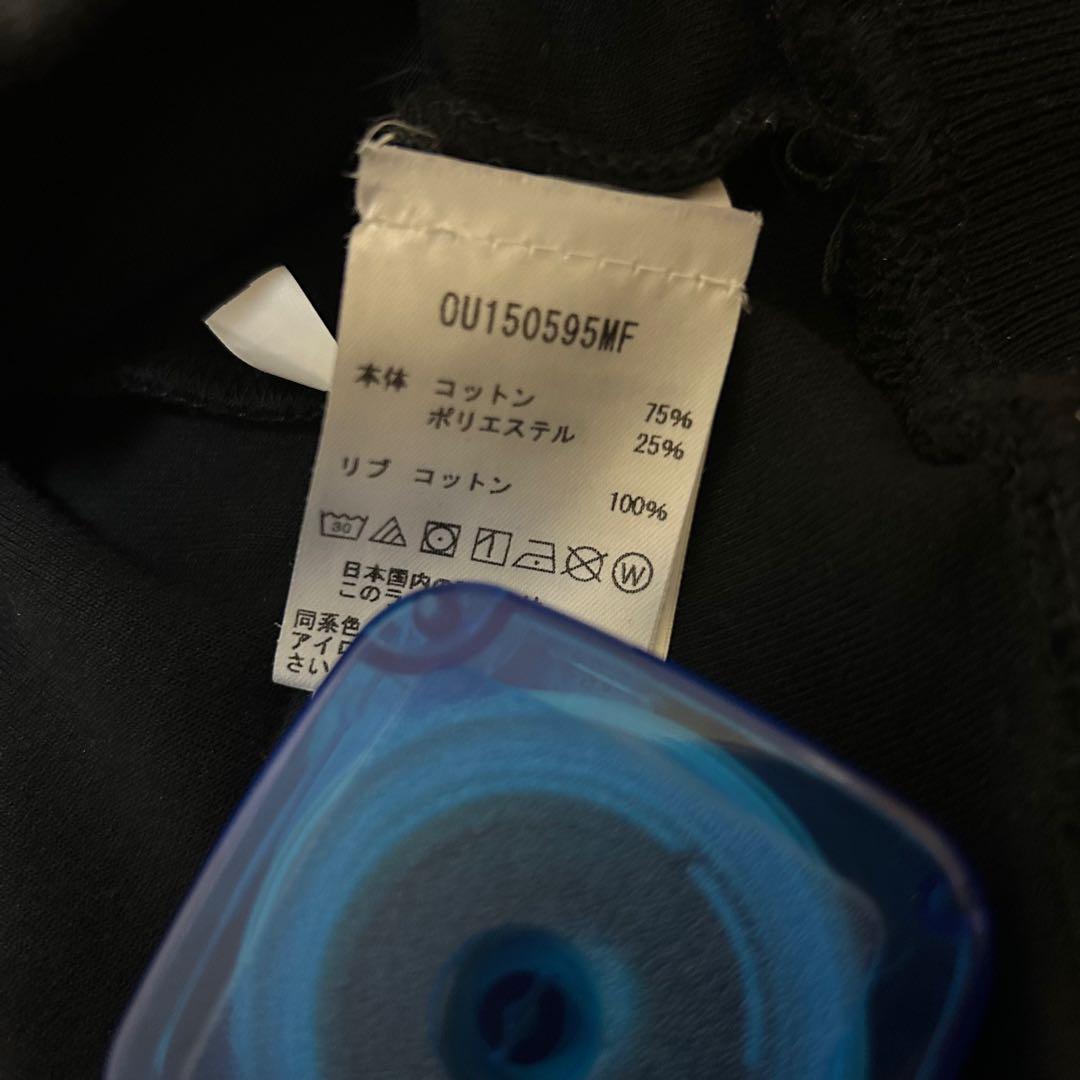 OU150595MF
本体 コットン 75%
ポリエステル 25%
リブ コットン 100%
30
W
日本国内の
この
同系色
アイロ
さい